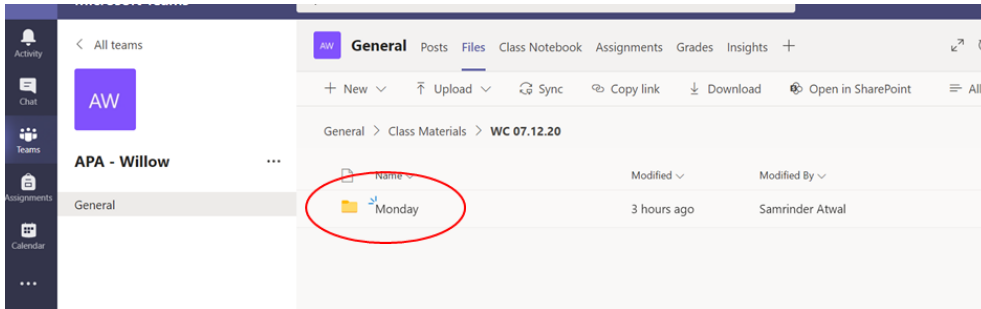 Microsoft Teams
Activity
Chat
Teams
Assignments
Calendar
...
< All teams
AW
APA - Willow ...
General
AW General Posts Files Class Notebook Assignments Grades Insights +
+ New Upload Sync Copy link Download Open in SharePoint All
General > Class Materials > WC 07.12.20
Name Modified Modified By
Monday 3 hours ago Samrinder Atwal